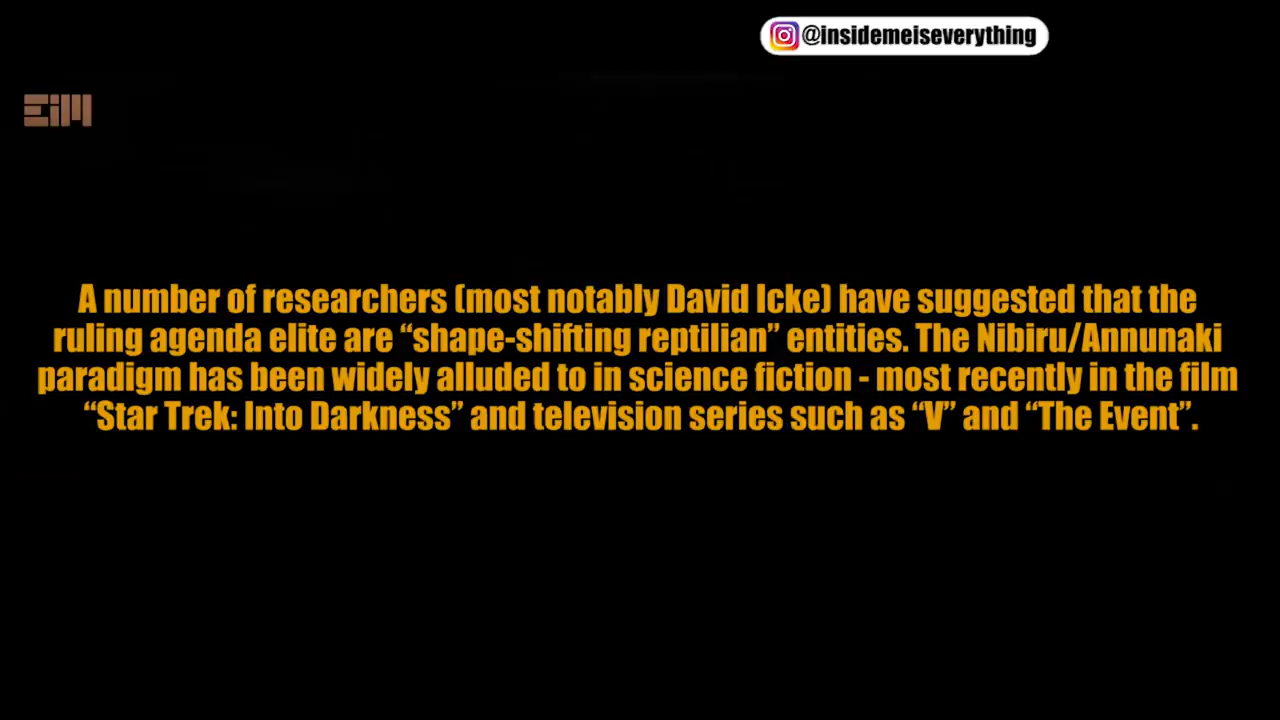 @insidemeiseverything
EIM
A number of researchers (most notably David Icke) have suggested that the
ruling agenda elite are “shape-shifting reptilian” entities. The Nibiru/Annunaki
paradigm has been widely alluded to in science fiction - most recently in the film
“Star Trek: Into Darkness” and television series such as “V” and “The Event”.